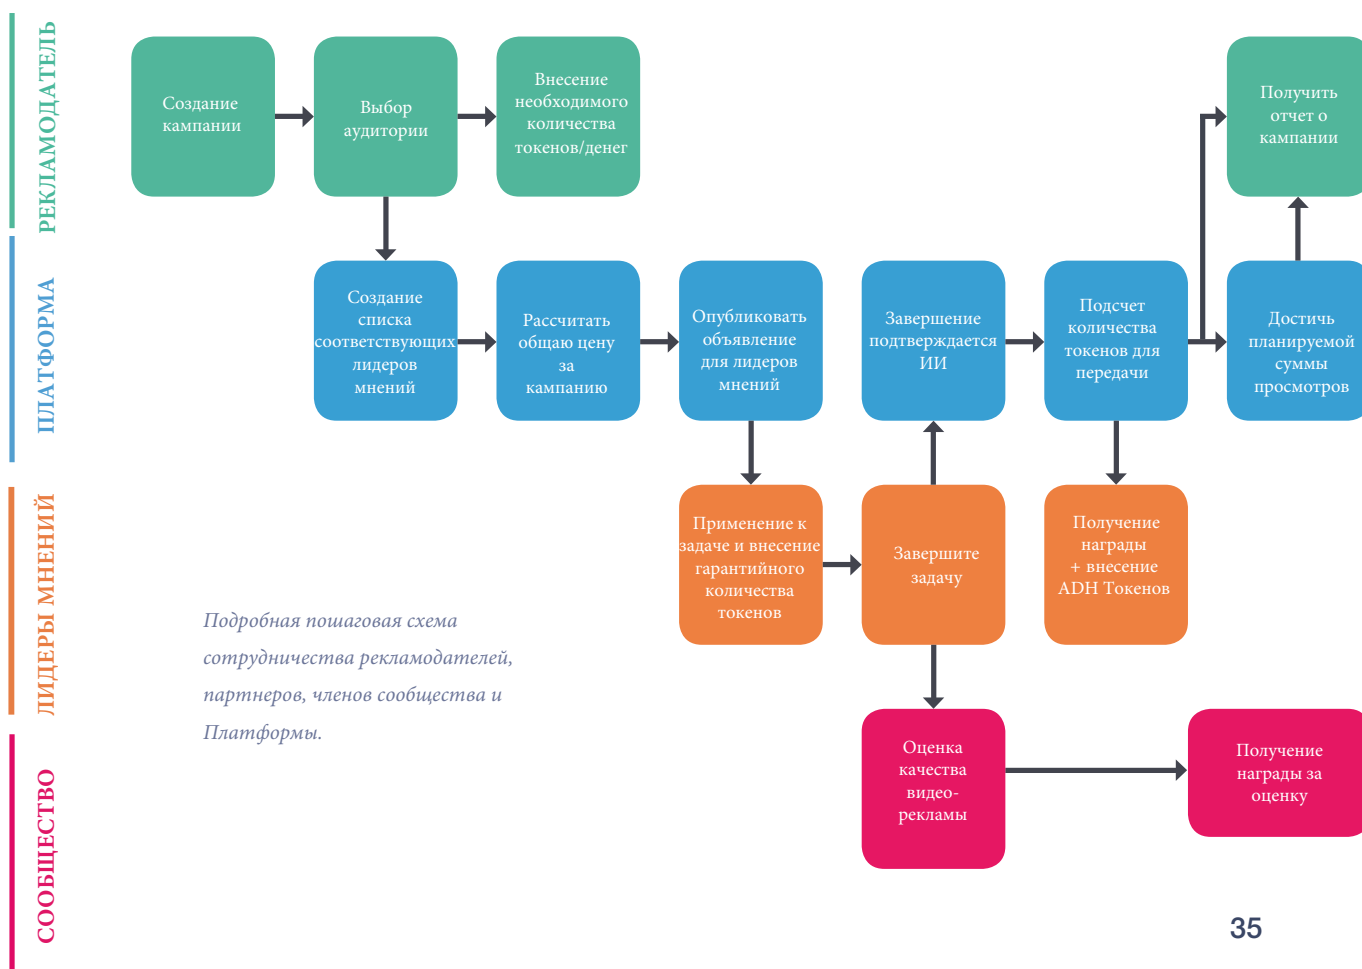 РЕКЛАМОДАТЕЛЬ
Создание
кампании
Выбор
аудитории
Внесение
необходимого
количества
токенов/денег
Получить
отчет о
кампании
ПЛАТФОРМА
Создание
списка
соответствующих
лидеров
мнений
Рассчитать
общаю цену
за
кампанию
Опубликовать
объявление
для лидеров
мнений
Завершение
подтверждается
ИИ
Подсчет
количества
токенов для
передачи
Достичь
планируемой
суммы
просмотров
ЛИДЕРЫ МНЕНИЙ
Применение к
задаче и внесение
гарантийного
количества
токенов
Завершите
задачу
Получение
награды
+ внесение
ADH Токенов
Подробная пошаговая схема
сотрудничества рекламодателей,
партнеров, членов сообщества и
Платформы.
СООБЩЕСТВО
Оценка
качества
видео-
рекламы
Получение
награды за
оценку
35